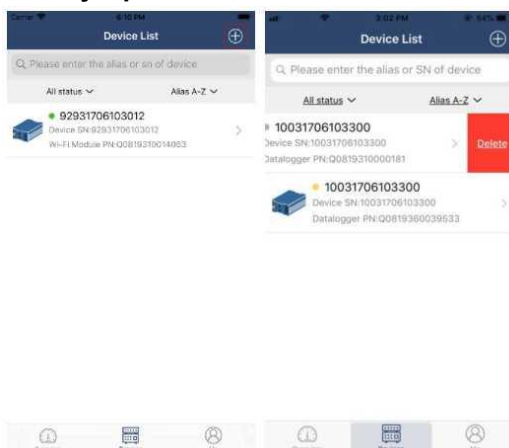 Carrier 6:10 PM
Device List
Please enter the alias or sn of device
All status Alias A-Z
92931706103012
Device SN:92931706103012
Wi-Fi Module PN:Q0819310014063
3:02 PM 64%
Device List
Please enter the alias or SN of device
All status Alias A-Z
10031706103300
Device SN:10031706103300
Datalogger PN:Q0819310000181
Delete
10031706103300
Device SN:10031706103300
Datalogger PN:Q0819360039533